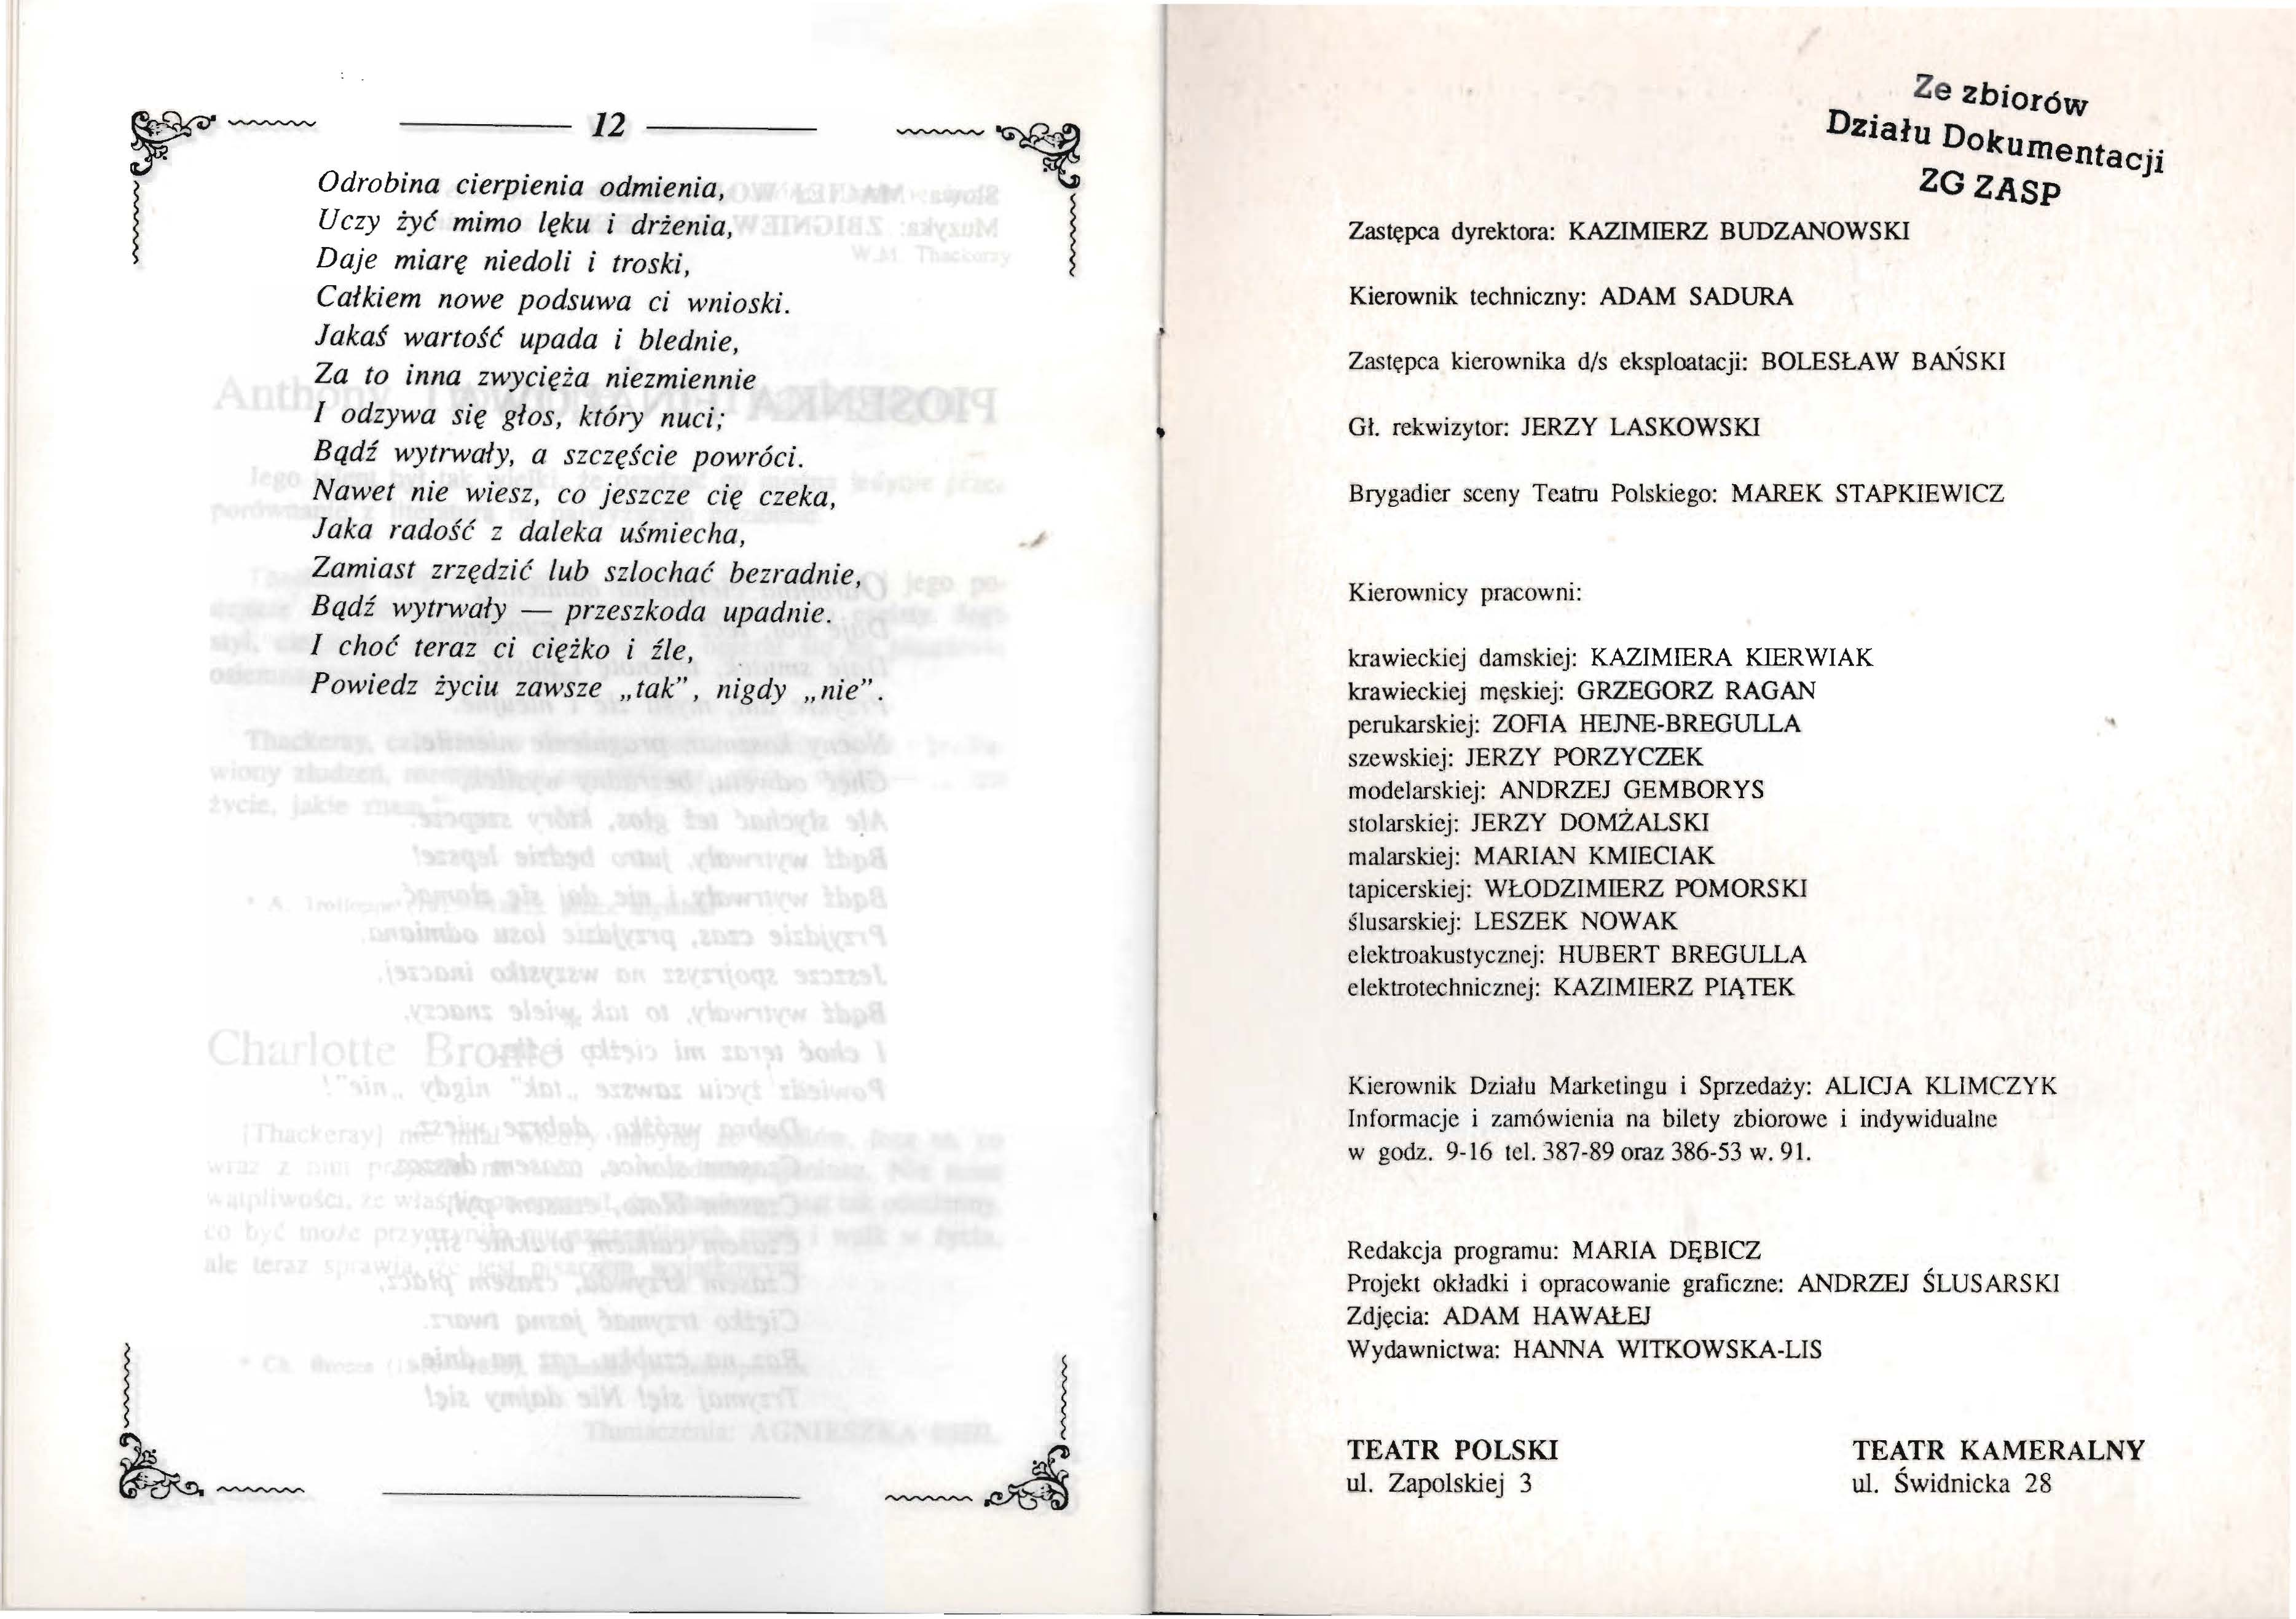 12
Odrobina cierpienia odmienia,
Uczy żyć mimo lęku i drżenia,
Daje miarę niedoli i troski,
Całkiem nowe podsuwa ci wnioski.
Jakaś wartość upada i blednie,
Za to inna zwycięża niezmiennie
I odzywa się głos, który nuci;
Bądź wytrwały, a szczęście powróci.
Nawet nie wiesz, co jeszcze cię czeka,
Jaka radość z daleka uśmiecha,
Zamiast zrzędzić lub szlochać bezradnie,
Bądź wytrwały — przeszkoda upadnie.
I choć teraz ci ciężko i źle,
Powiedz życiu zawsze „tak”, nigdy „nie”.
Ze zbiorów
Działu Dokumentacji
ZG ZASP
Zastępca dyrektora: KAZIMIERZ BUDZANOWSKI
Kierownik techniczny: ADAM SADURA
Zastępca kierownika d/s eksploatacji: BOLESŁAW BAŃSKI
Gł. rekwizytor: JERZY LASKOWSKI
Brygadier sceny Teatru Polskiego: MAREK STAPKIEWICZ
Kierownicy pracowni:
krawieckiej damskiej: KAZIMIERA KIERWIAK
krawieckiej męskiej: GRZEGORZ RAGAN
perukarskiej: ZOFIA HEJNE-BREGULLA
szewskiej: JERZY PORZYCZEK
modelarskiej: ANDRZEJ GEMBORYS
stolarskiej: JERZY DOMŻALSKI
malarskiej: MARIAN KMIECIAK
tapicerskiej: WŁODZIMIERZ POMORSKI
ślusarskiej: LESZEK NOWAK
elektroakustycznej: HUBERT BREGULLA
elektrotechnicznej: KAZIMIERZ PIĄTEK
Kierownik Działu Marketingu i Sprzedaży: ALICJA KLIMCZYK
Informacje i zamówienia na bilety zbiorowe i indywidualne
w godz. 9-16 tel. 387-89 oraz 386-53 w. 91.
Redakcja programu: MARIA DĘBICZ
Projekt okładki i opracowanie graficzne: ANDRZEJ ŚLUSARSKI
Zdjęcia: ADAM HAWAŁEJ
Wydawnictwa: HANNA WITKOWSKA-LIS
TEATR POLSKI
ul. Zapolskiej 3
TEATR KAMERALNY
ul. Świdnicka 28